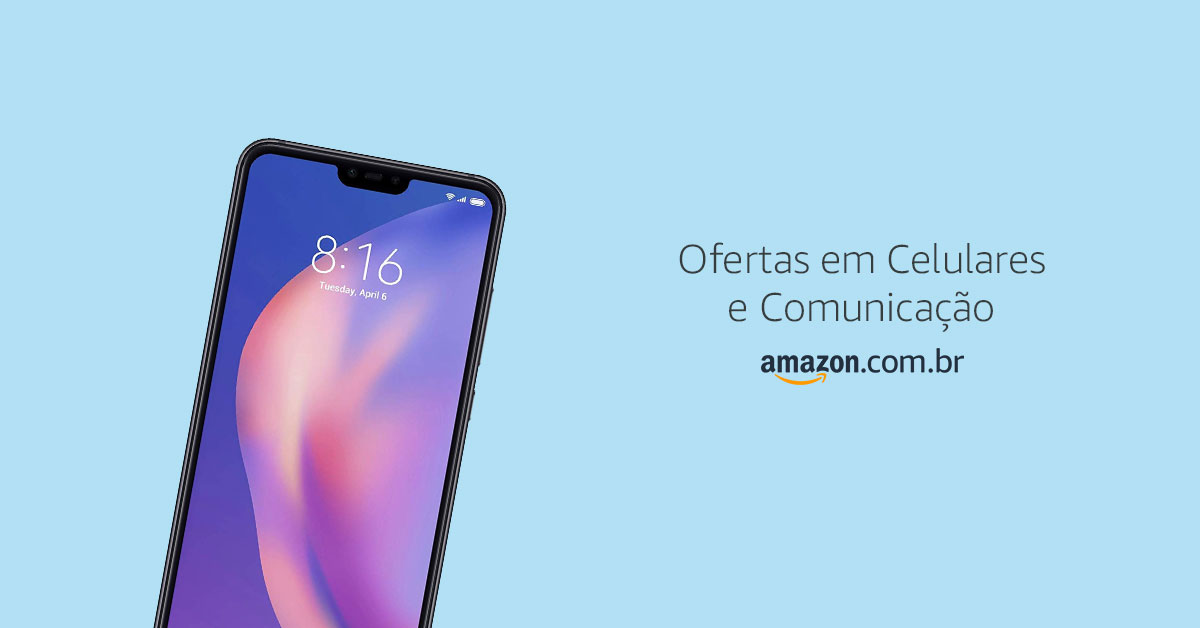 8:16
Tuesday, April 6
Ofertas em Celulares
e Comunicação
amazon.com.br